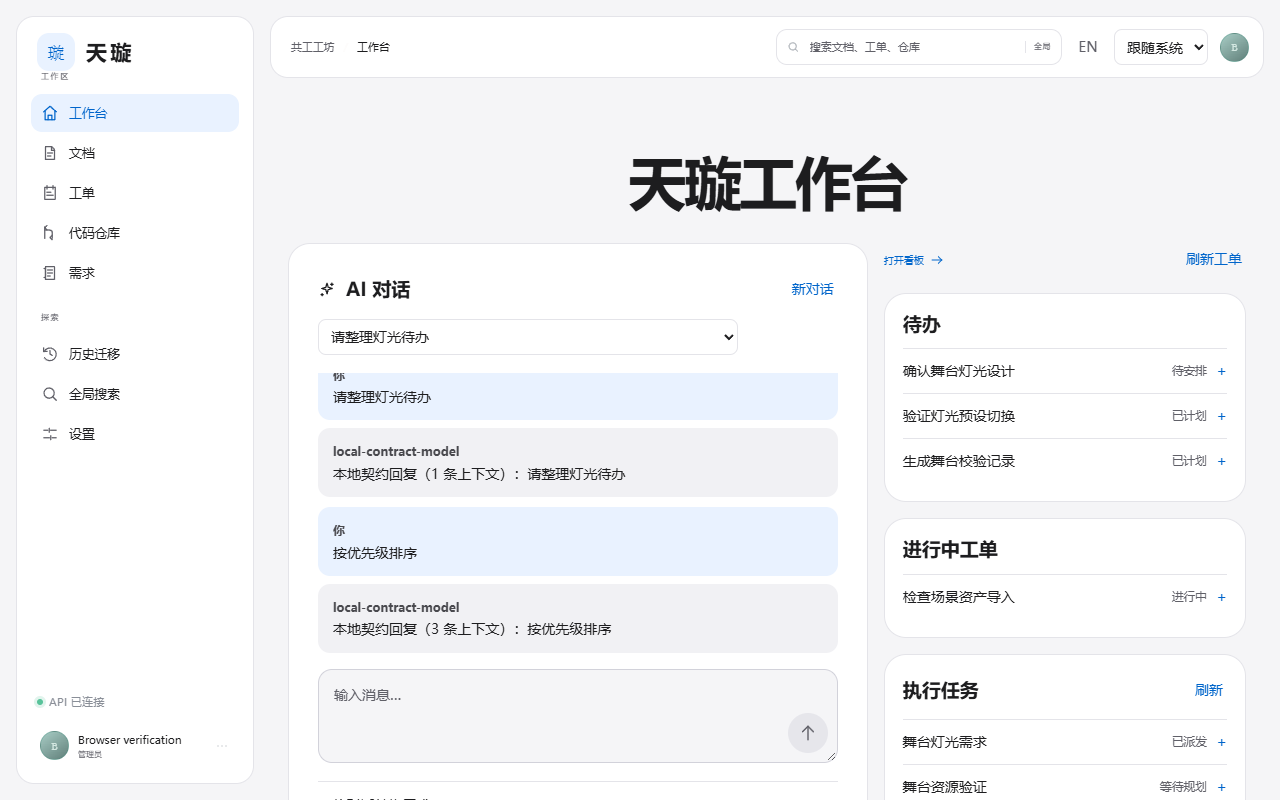 璇 天璇
工作区
工作台
文档
工单
代码仓库
需求
探索
历史迁移
全局搜索
设置
API 已连接
B
Browser verification
管理员
...
共工工坊 工作台
搜索文档、工单、仓库 全局
EN
跟随系统
B
天璇工作台
AI 对话
新对话
请整理灯光待办
你
请整理灯光待办
local-contract-model
本地契约回复（1 条上下文）：请整理灯光待办
你
按优先级排序
local-contract-model
本地契约回复（3 条上下文）：按优先级排序
输入消息...
打开看板 →
刷新工单
待办
确认舞台灯光设计 待安排 +
验证灯光预设切换 已计划 +
生成舞台校验记录 已计划 +
进行中工单
检查场景资产导入 进行中 +
执行任务 刷新
舞台灯光需求 已派发 +
舞台资源验证 等待规划 +